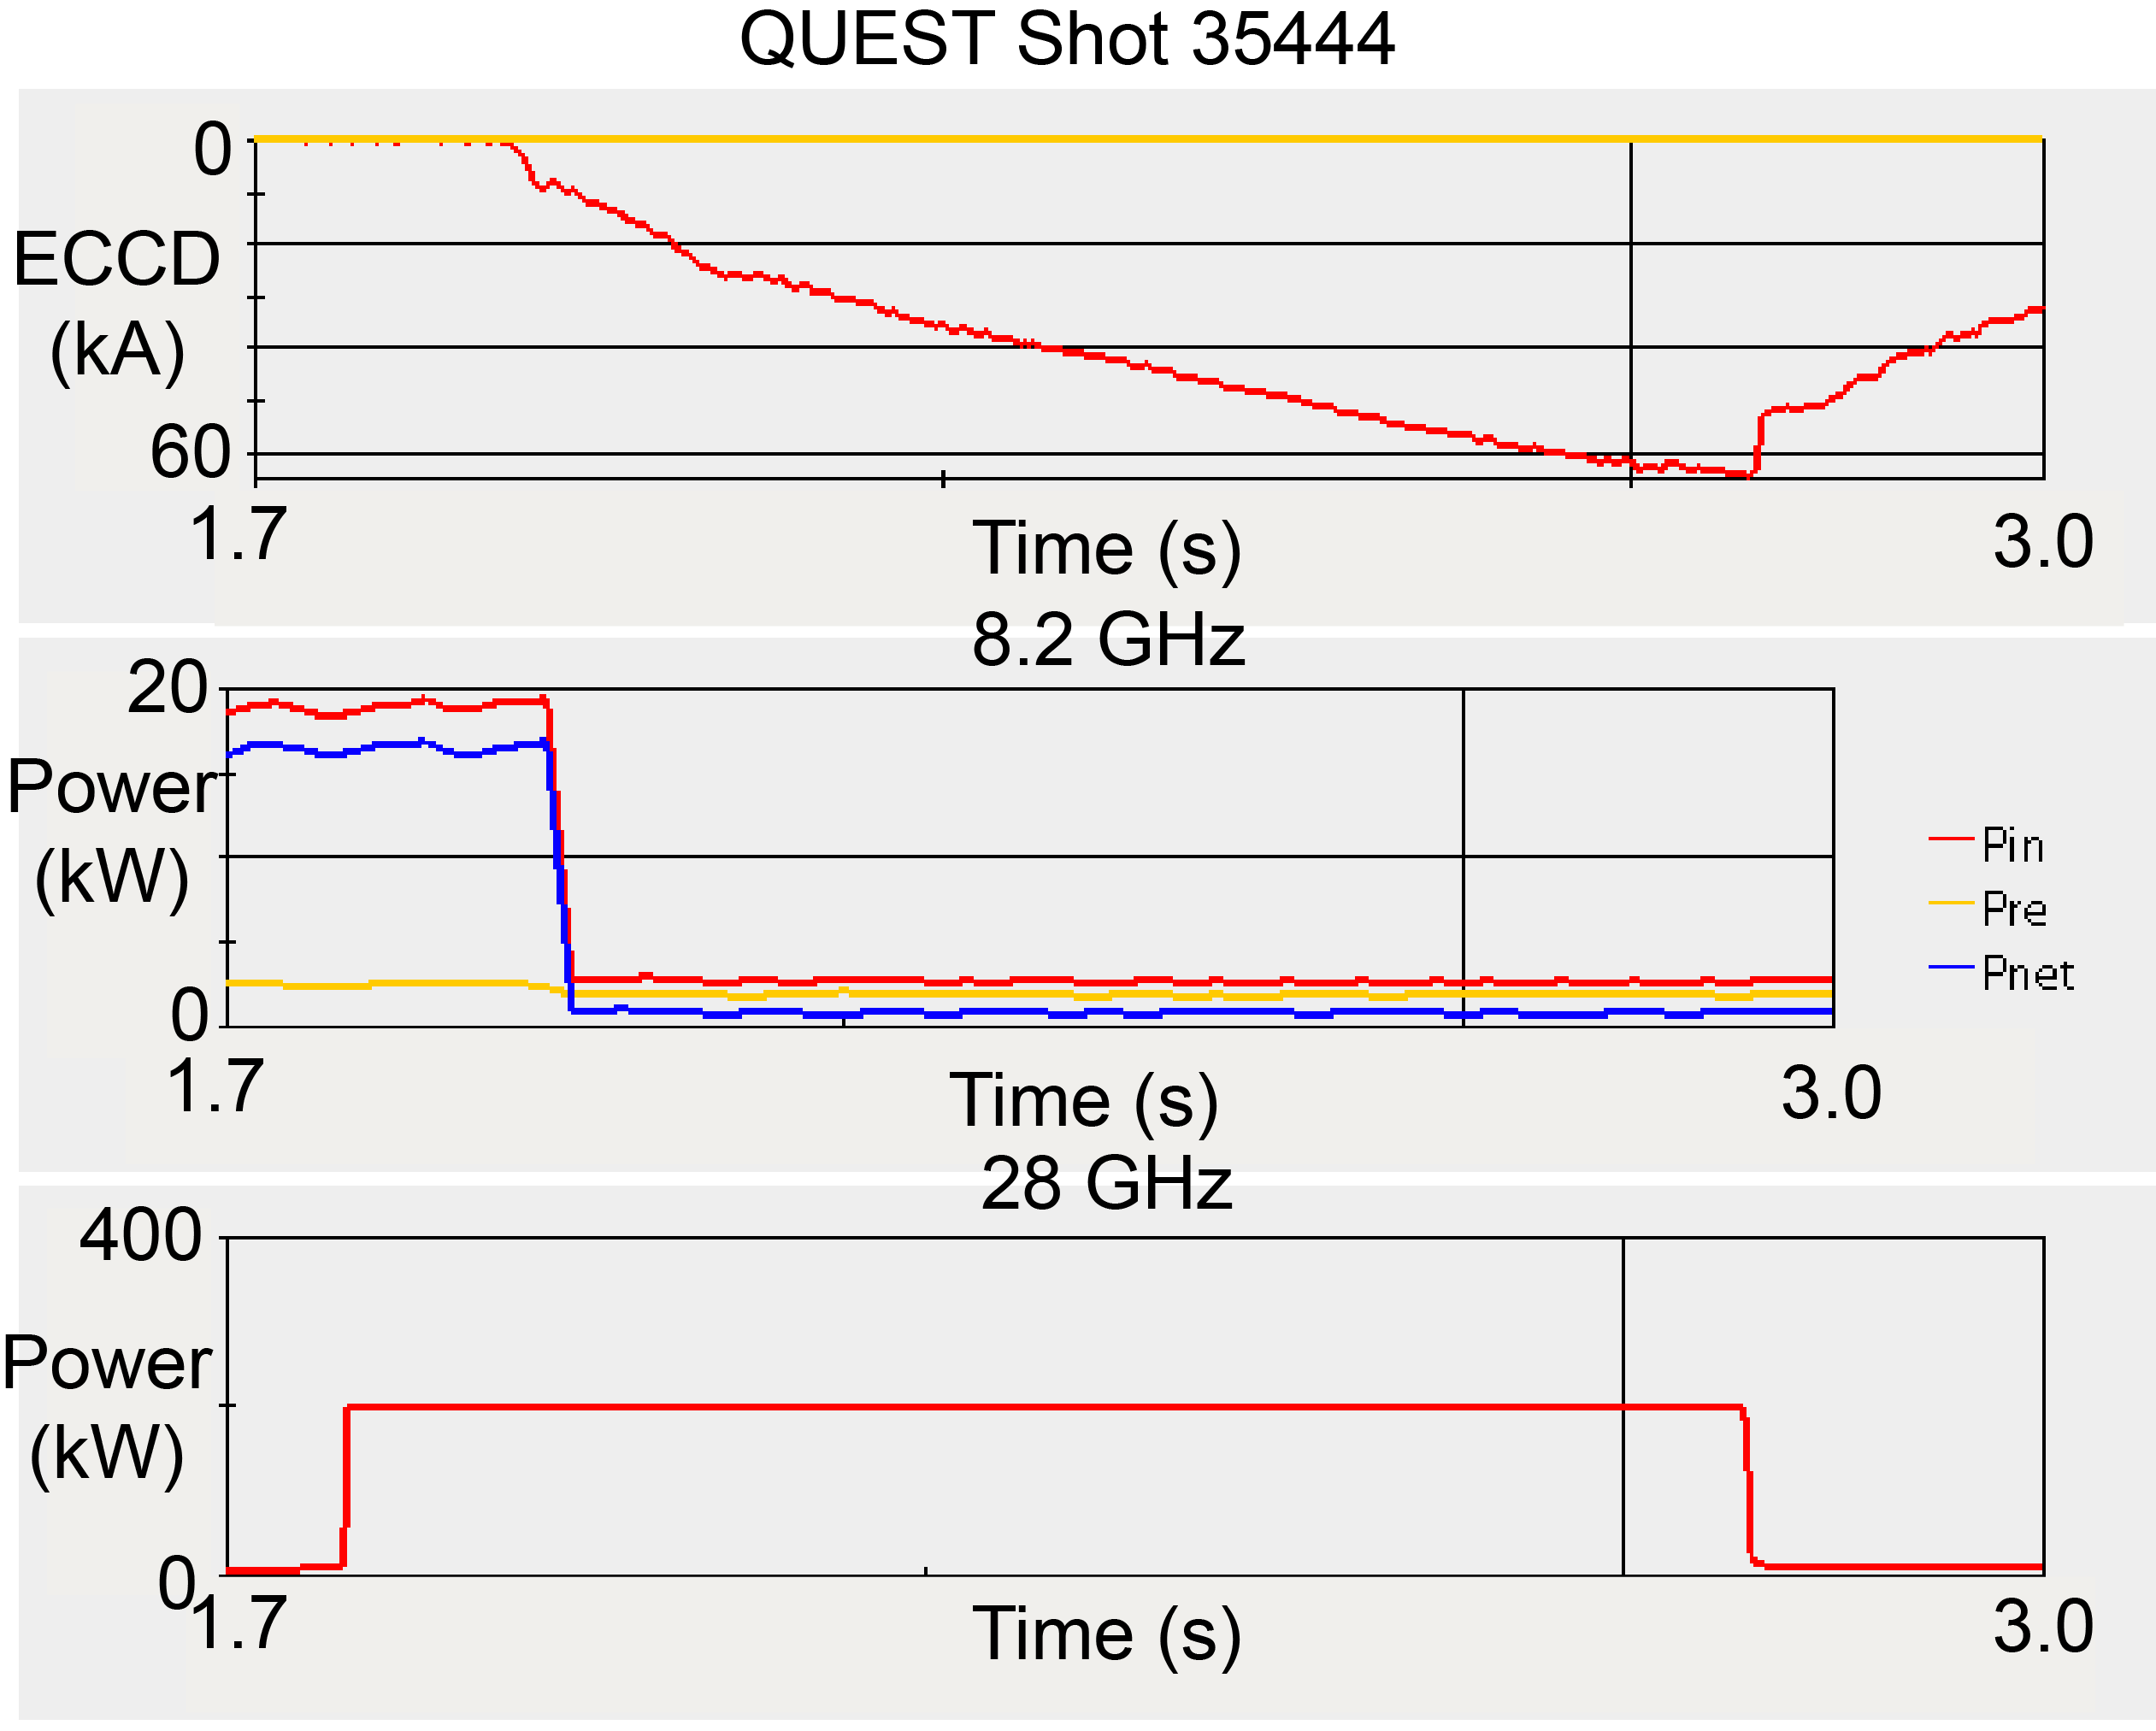 QUEST Shot 35444
0
ECCD
(kA)
60
1.7
Time (s)
3.0
8.2 GHz
20
Power
(kW)
0
Pin
Pre
Pnet
1.7
Time (s)
3.0
28 GHz
400
Power
(kW)
0
1.7
Time (s)
3.0